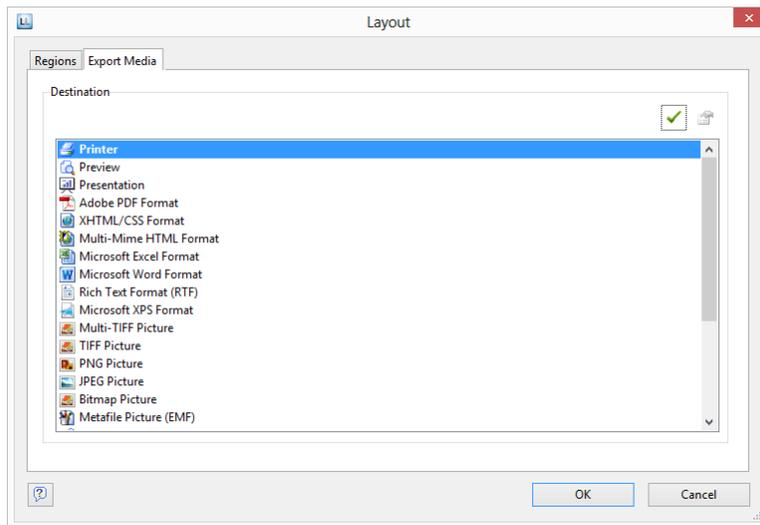 Layout
Regions
Export Media
Destination
Printer
Preview
Presentation
Adobe PDF Format
XHTML/CSS Format
Multi-Mime HTML Format
Microsoft Excel Format
Microsoft Word Format
Rich Text Format (RTF)
Microsoft XPS Format
Multi-TIFF Picture
TIFF Picture
PNG Picture
JPEG Picture
Bitmap Picture
Metafile Picture (EMF)
OK
Cancel